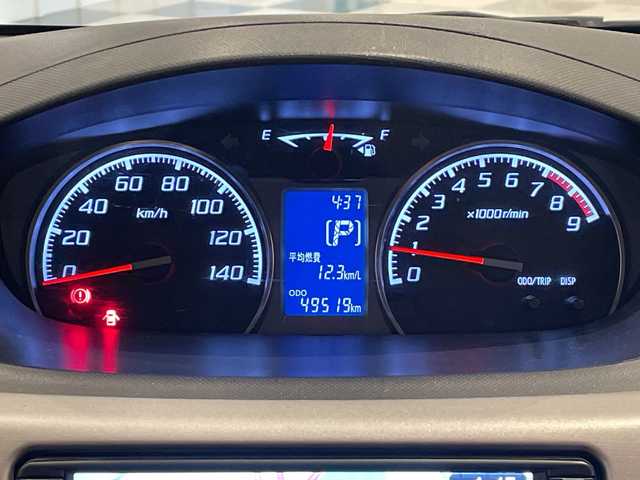 E F
0 20 40 60 80 100 120 140
km/h
4:37
[P]
平均燃費
12.3km/L
ODO
49519km
0 1 2 3 4 5 6 7 8 9
×1000r/min
ODO/TRIP DISP